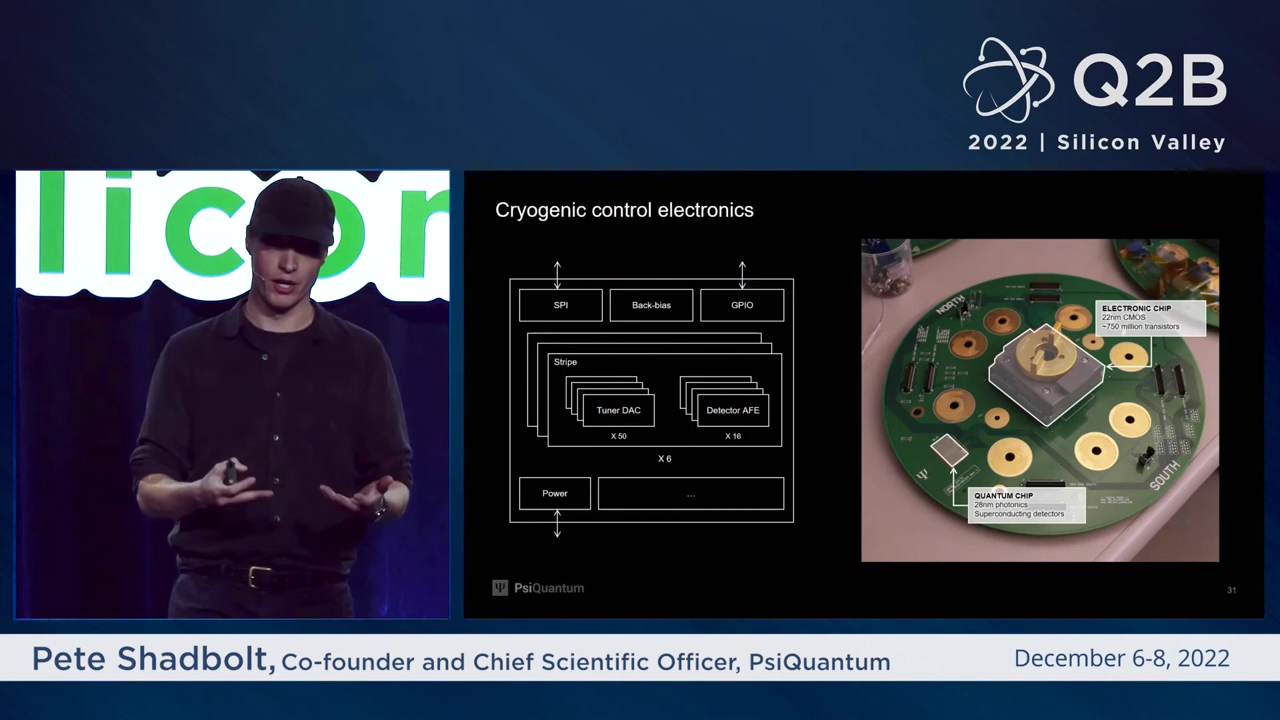 Q2B
2022 | Silicon Valley
licon
Cryogenic control electronics
SPI
Back-bias
GPIO
Stripe
Tuner DAC
Detector AFE
X 50
X 16
X 6
Power
...
NORTH
ELECTRONIC CHIP
22nm CMOS
~750 million transistors
QUANTUM CHIP
28nm photonics
Superconducting detectors
SOUTH
Ψ PsiQuantum
31
Pete Shadbolt, Co-founder and Chief Scientific Officer, PsiQuantum
December 6-8, 2022